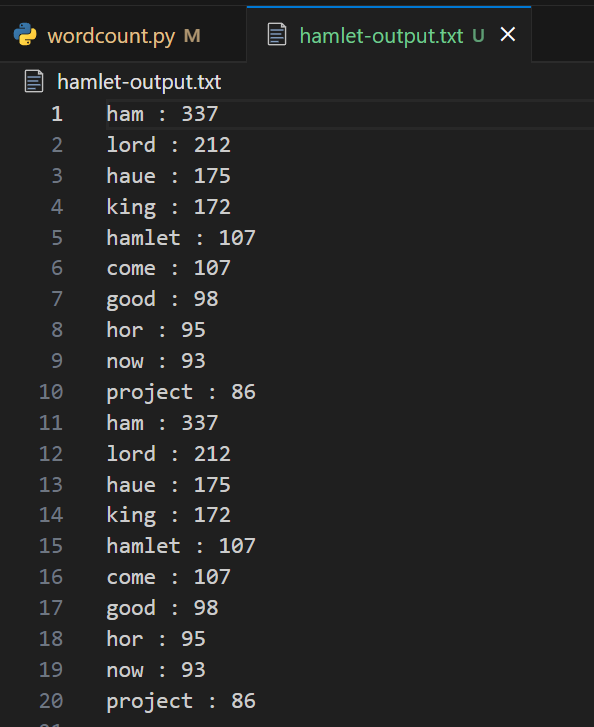 wordcount.py M hamlet-output.txt U
hamlet-output.txt
1 ham : 337
2 lord : 212
3 haue : 175
4 king : 172
5 hamlet : 107
6 come : 107
7 good : 98
8 hor : 95
9 now : 93
10 project : 86
11 ham : 337
12 lord : 212
13 haue : 175
14 king : 172
15 hamlet : 107
16 come : 107
17 good : 98
18 hor : 95
19 now : 93
20 project : 86